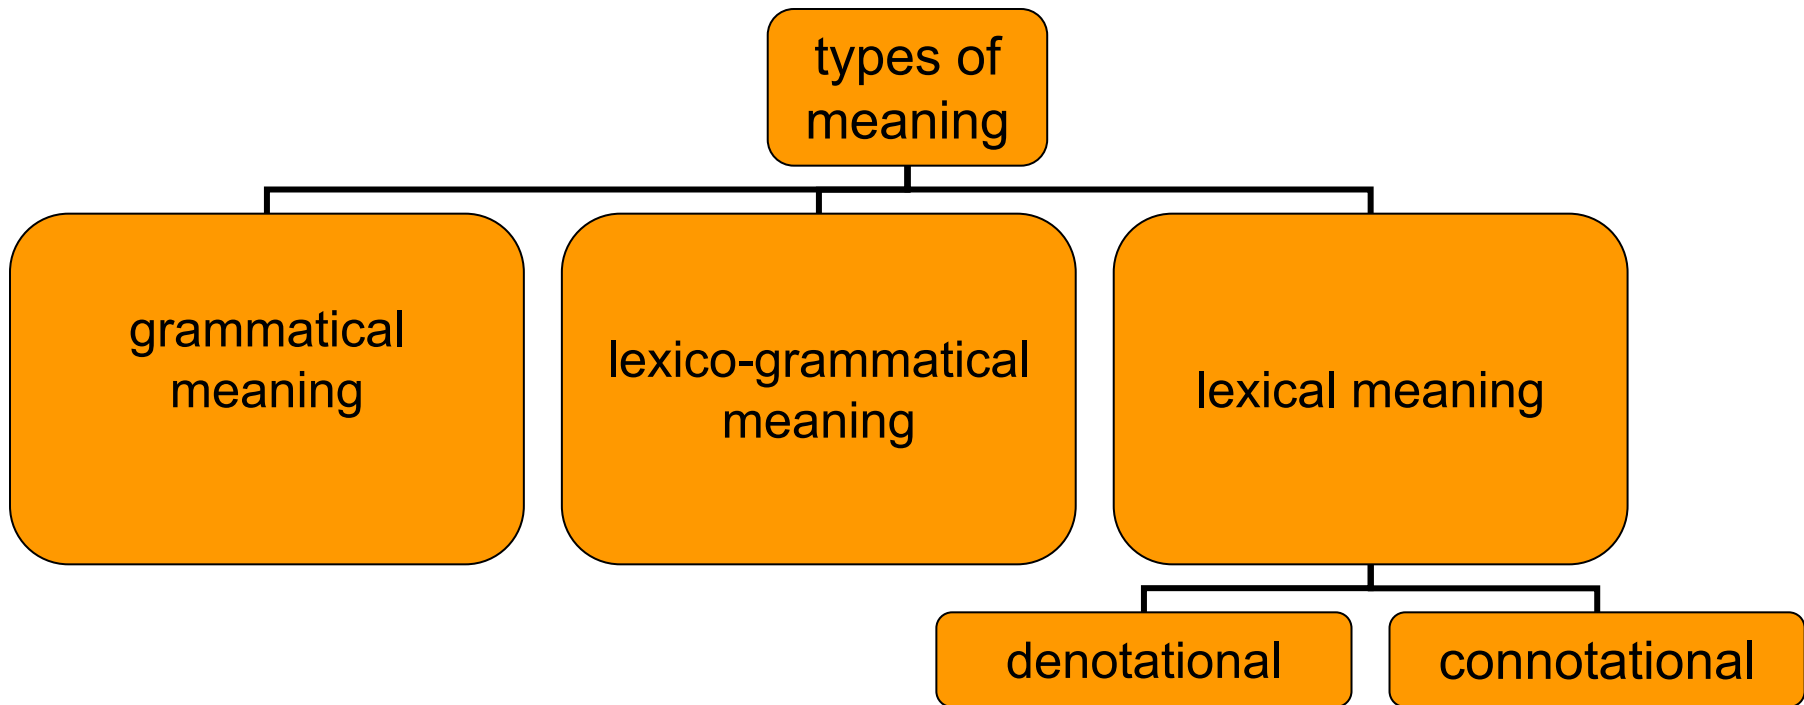 types of
meaning
grammatical
meaning
lexico-grammatical
meaning
lexical meaning
denotational
connotational